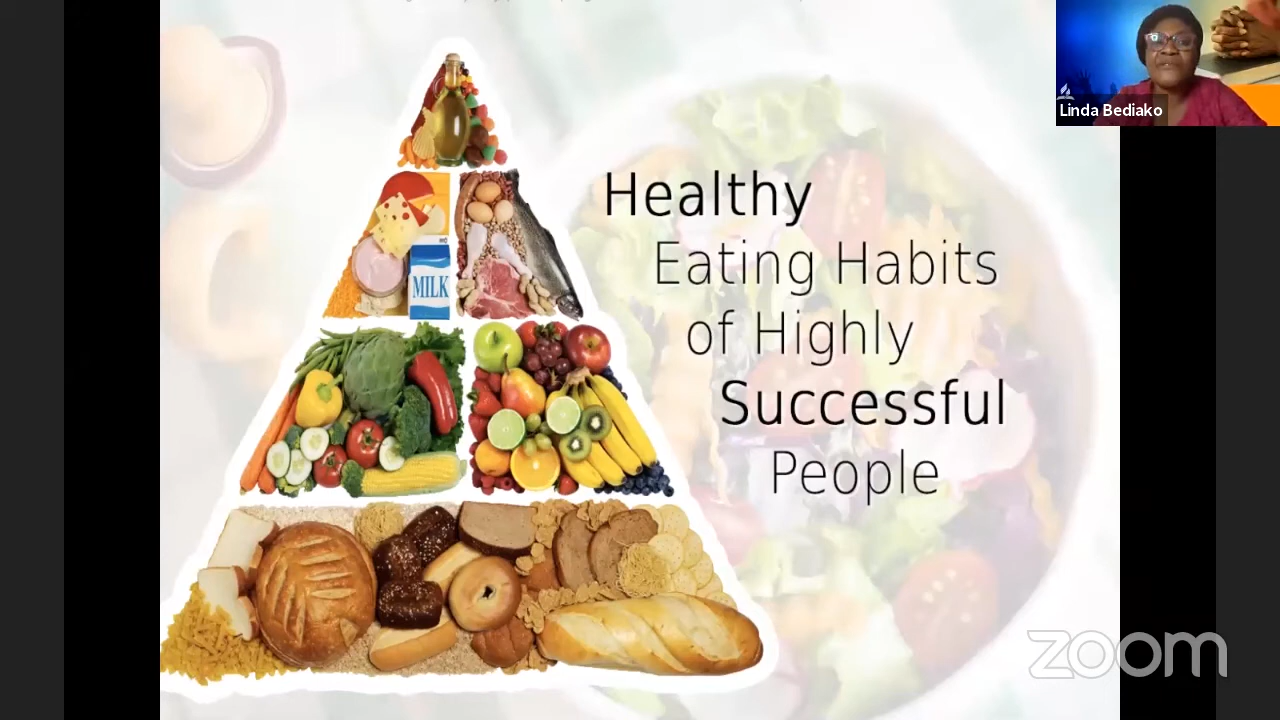 Linda Bediako
Healthy
Eating Habits
of Highly
Successful
People
MILK
zoom